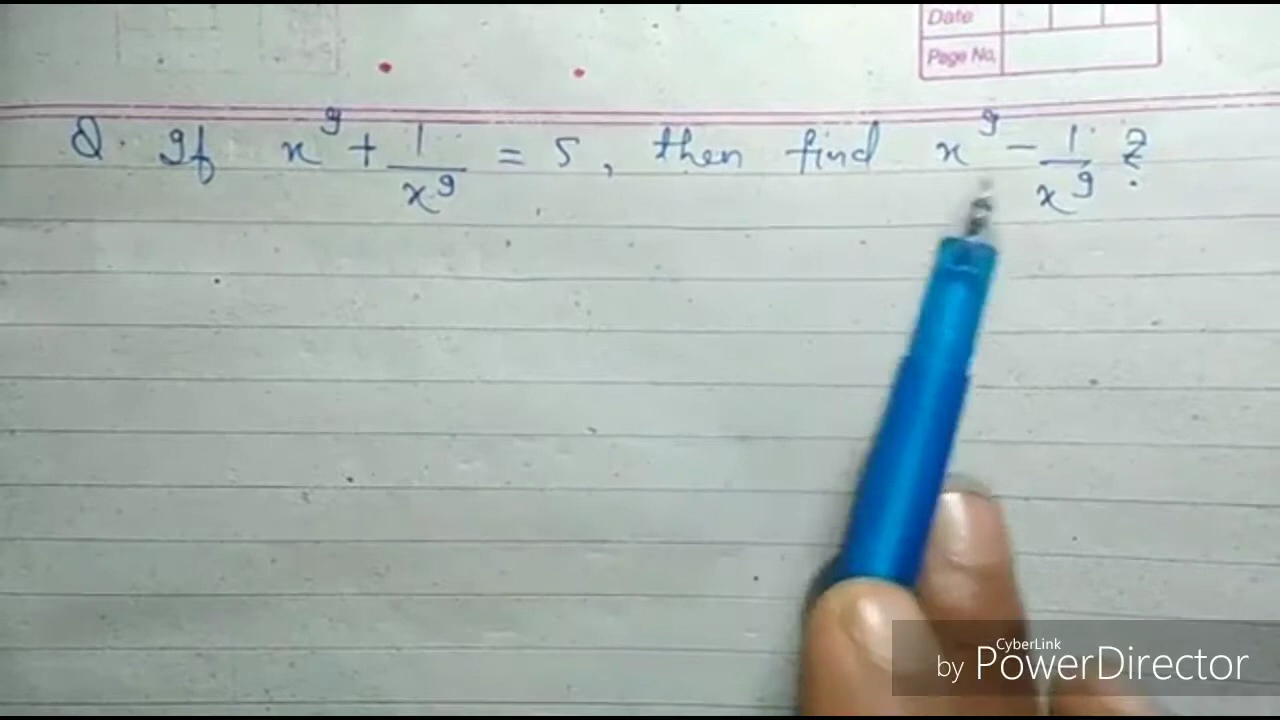 Date
Page No.
Q. If x⁹ + 1/x⁹ = 5, then find x⁹ - 1/x⁹ ?
CyberLink
by PowerDirector